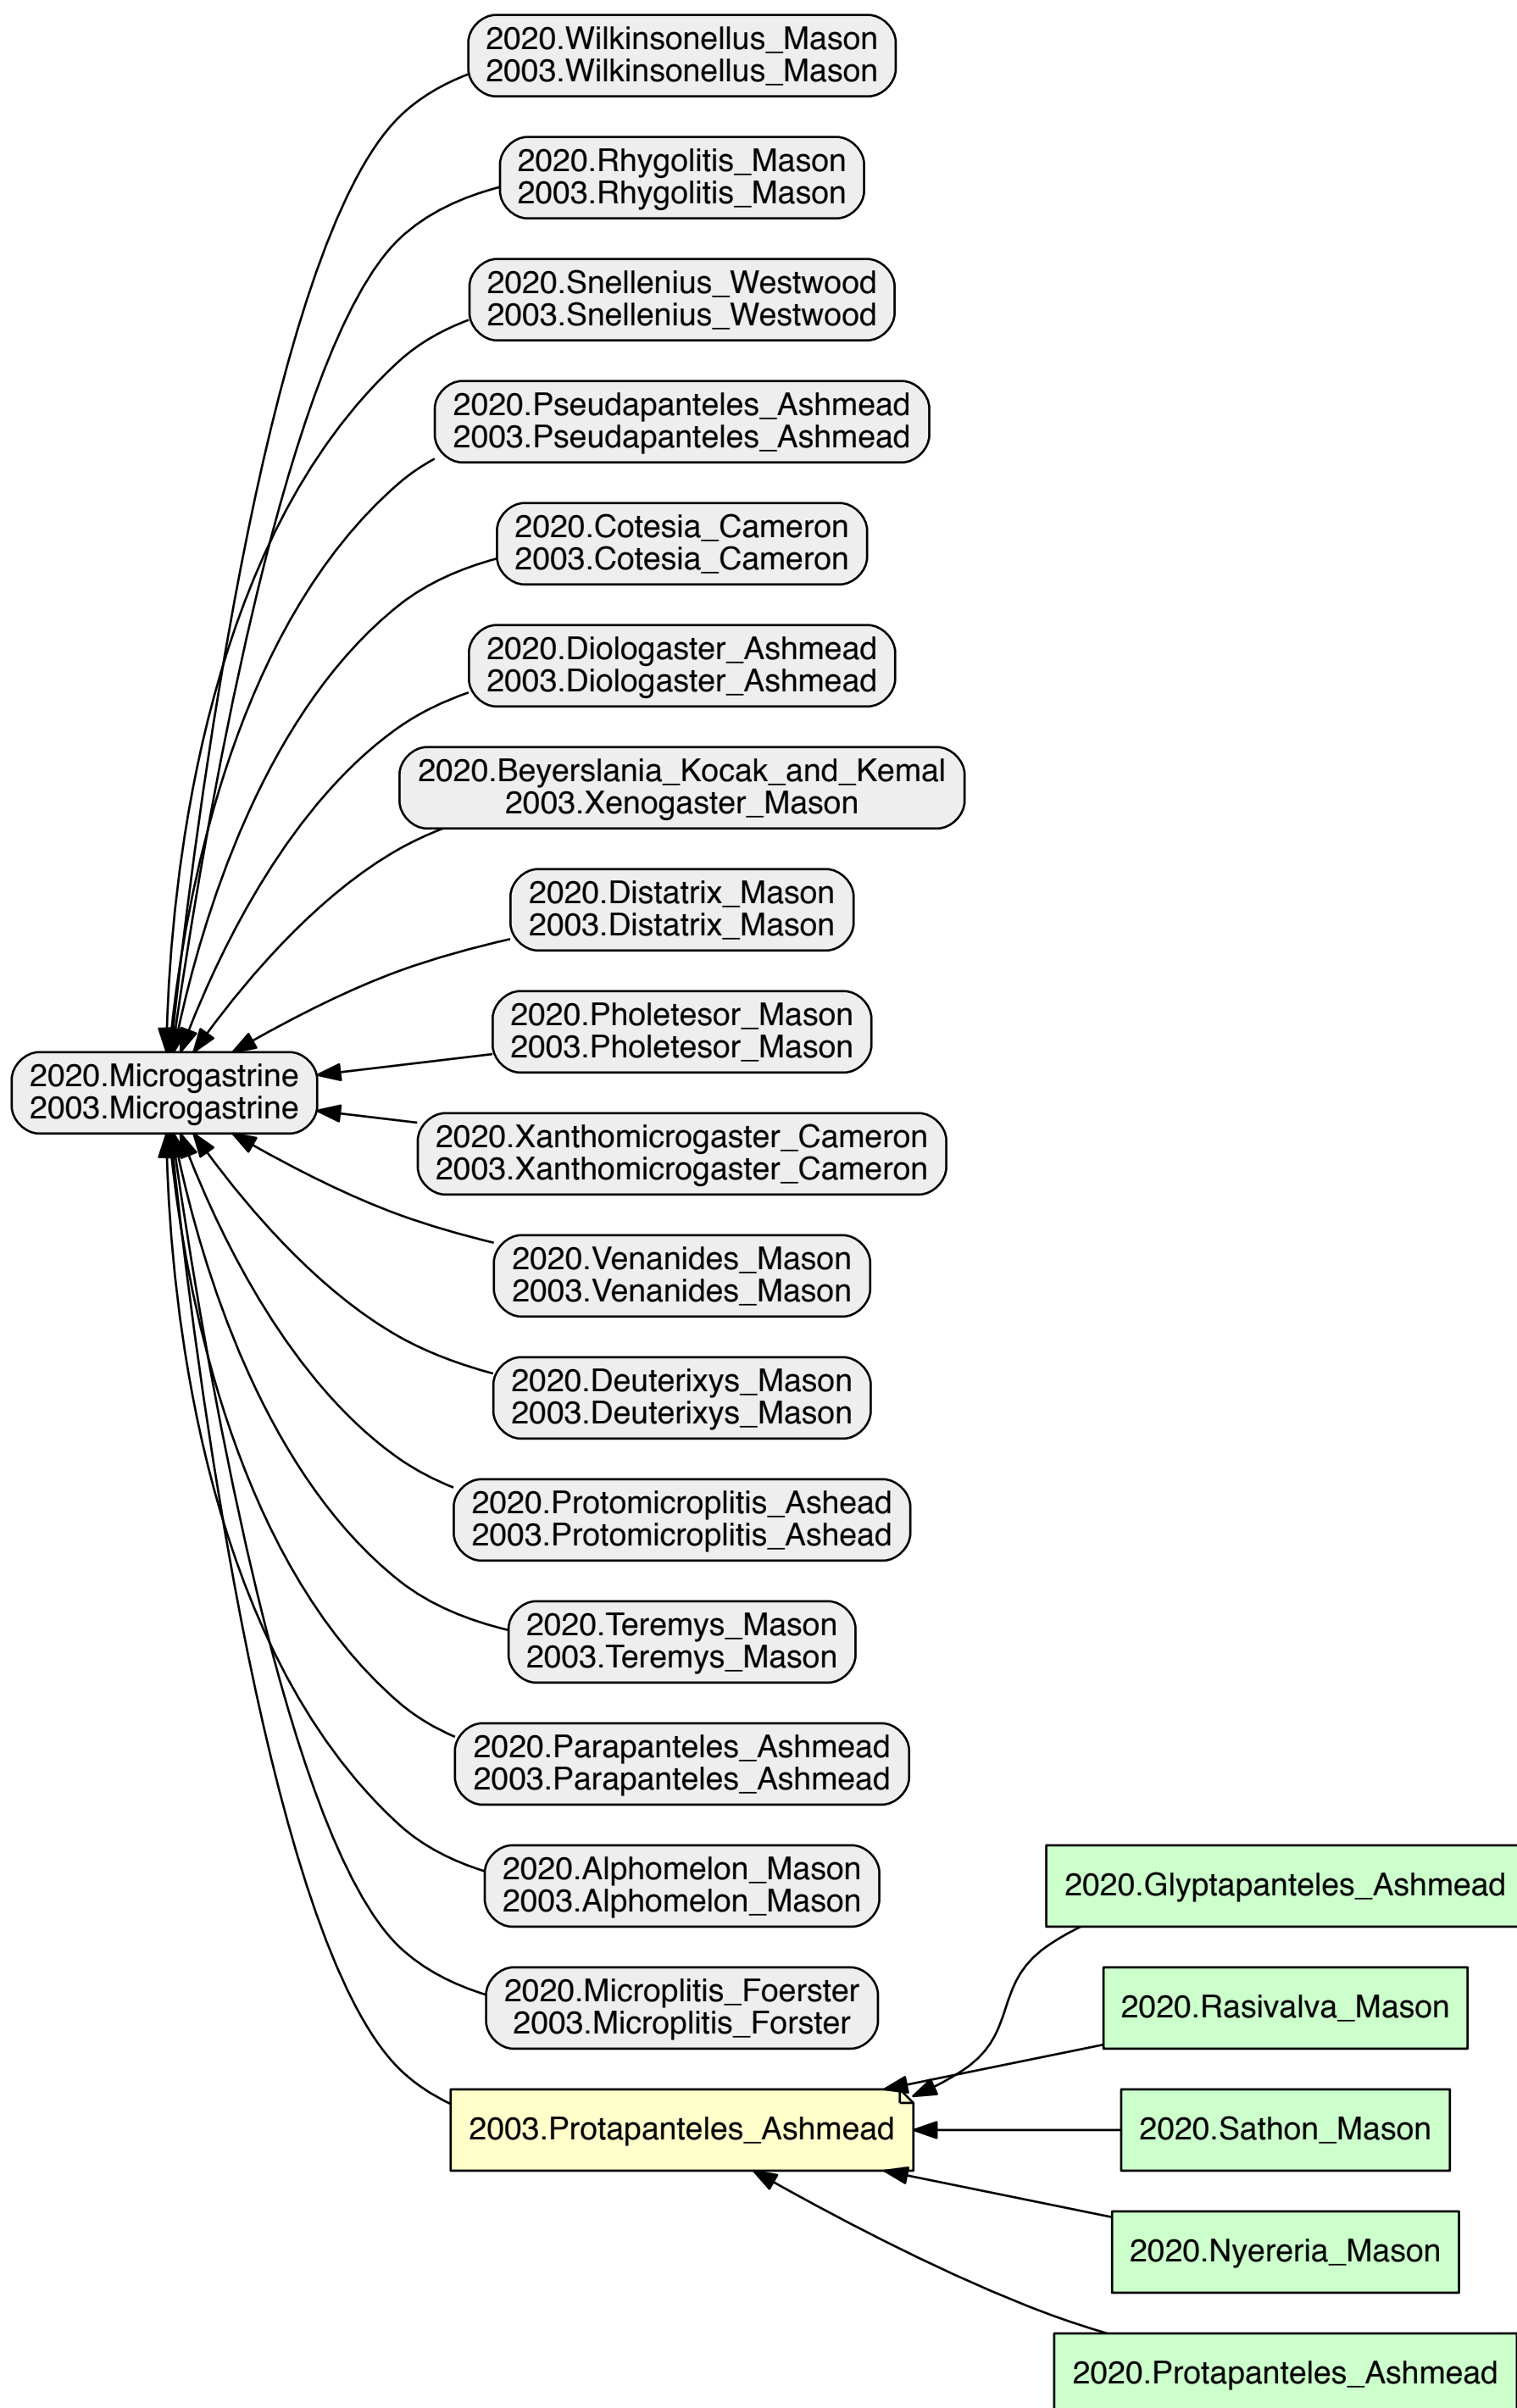 2020.Wilkinsonellus_Mason
2003.Wilkinsonellus_Mason
2020.Rhygolitis_Mason
2003.Rhygolitis_Mason
2020.Snellenius_Westwood
2003.Snellenius_Westwood
2020.Pseudapanteles_Ashmead
2003.Pseudapanteles_Ashmead
2020.Cotesia_Cameron
2003.Cotesia_Cameron
2020.Diologaster_Ashmead
2003.Diologaster_Ashmead
2020.Beyerslania_Kocak_and_Kemal
2003.Xenogaster_Mason
2020.Distatrix_Mason
2003.Distatrix_Mason
2020.Pholetesor_Mason
2003.Pholetesor_Mason
2020.Microgastrine
2003.Microgastrine
2020.Xanthomicrogaster_Cameron
2003.Xanthomicrogaster_Cameron
2020.Venanides_Mason
2003.Venanides_Mason
2020.Deuterixys_Mason
2003.Deuterixys_Mason
2020.Protomicroplitis_Ashead
2003.Protomicroplitis_Ashead
2020.Teremys_Mason
2003.Teremys_Mason
2020.Parapanteles_Ashmead
2003.Parapanteles_Ashmead
2020.Alphomelon_Mason
2003.Alphomelon_Mason
2020.Glyptapanteles_Ashmead
2020.Microplitis_Foerster
2003.Microplitis_Forster
2020.Rasivalva_Mason
2003.Protapanteles_Ashmead
2020.Sathon_Mason
2020.Nyereria_Mason
2020.Protapanteles_Ashmead